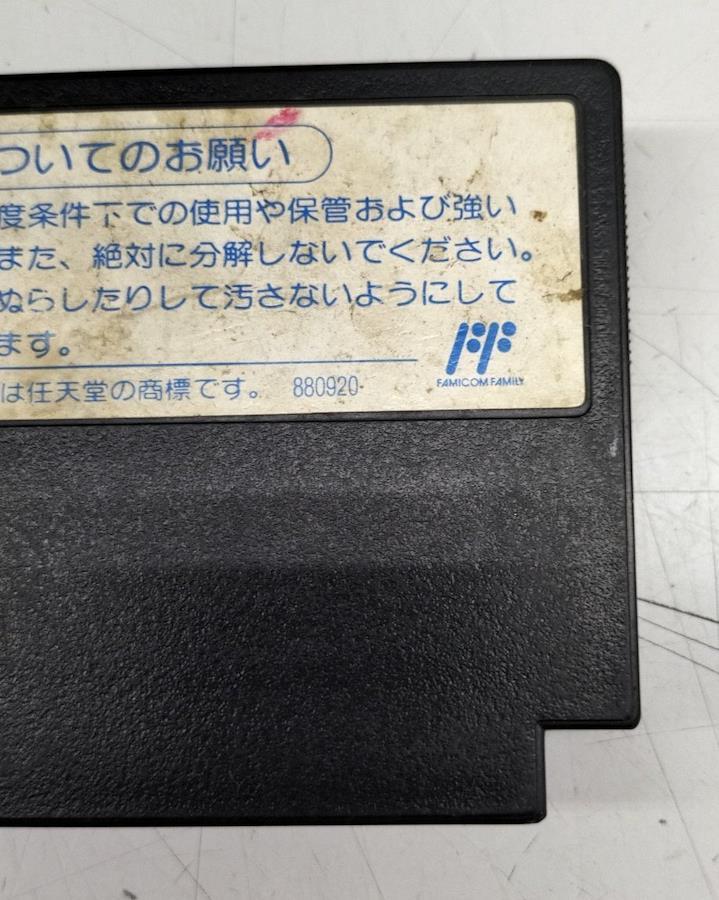 ついてのお願い
度条件下での使用や保管および強い
また、絶対に分解しないでください。
ぬらしたりして汚さないようにして
ます。
FAMICOM FAMILY
は任天堂の商標です。 880920